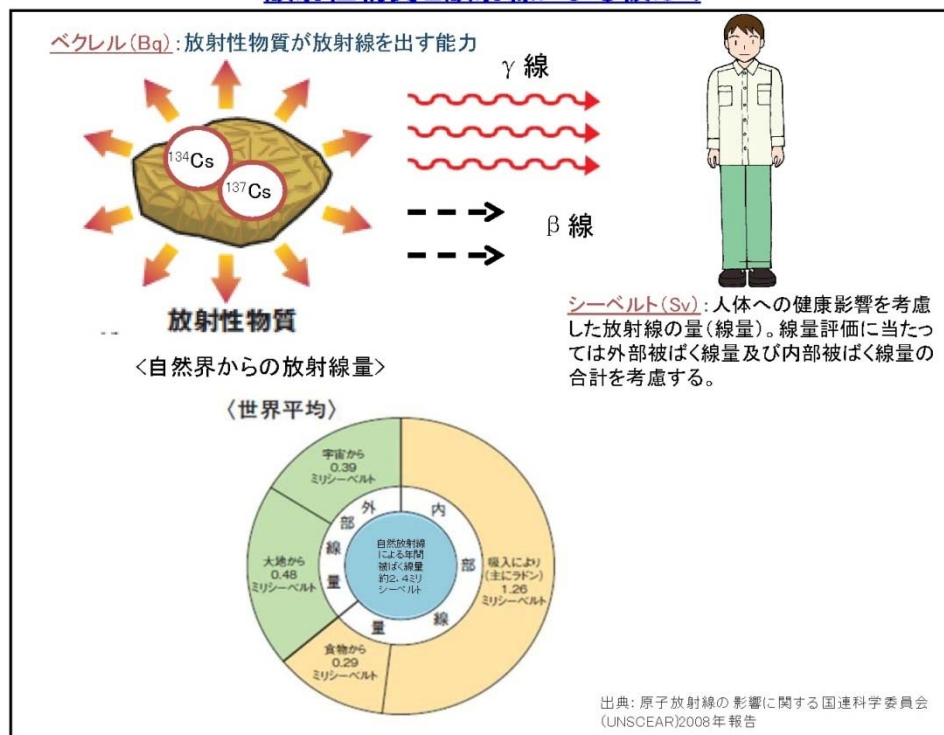 ベクレル(Bq):放射性物質が放射線を出す能力
γ線
134Cs
137Cs
β線
放射性物質
シーベルト(Sv):人体への健康影響を考慮
した放射線の量(線量)。線量評価に当たっ
ては外部被ばく線量及び内部被ばく線量の
合計を考慮する。
<自然界からの放射線量>
〈世界平均〉
宇宙から
0.39
ミリシーベルト
大地から
0.48
ミリシーベルト
外部線量
内部線量
自然放射線
による年間
被ばく線量
約2.4ミリ
シーベルト
吸入により
(主にラドン)
1.26
ミリシーベルト
食物から
0.29
ミリシーベルト
出典:原子放射線の影響に関する国連科学委員会
(UNSCEAR)2008年報告